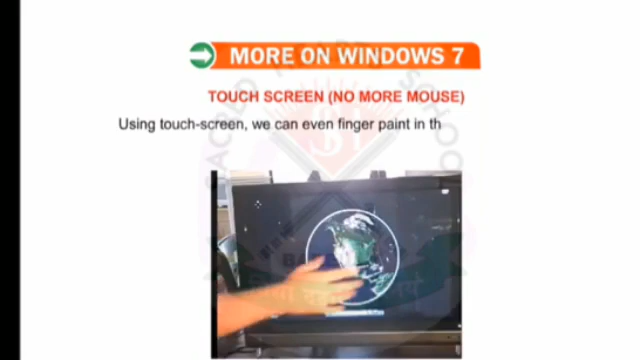 MORE ON WINDOWS 7
TOUCH SCREEN (NO MORE MOUSE)
Using touch-screen, we can even finger paint in th